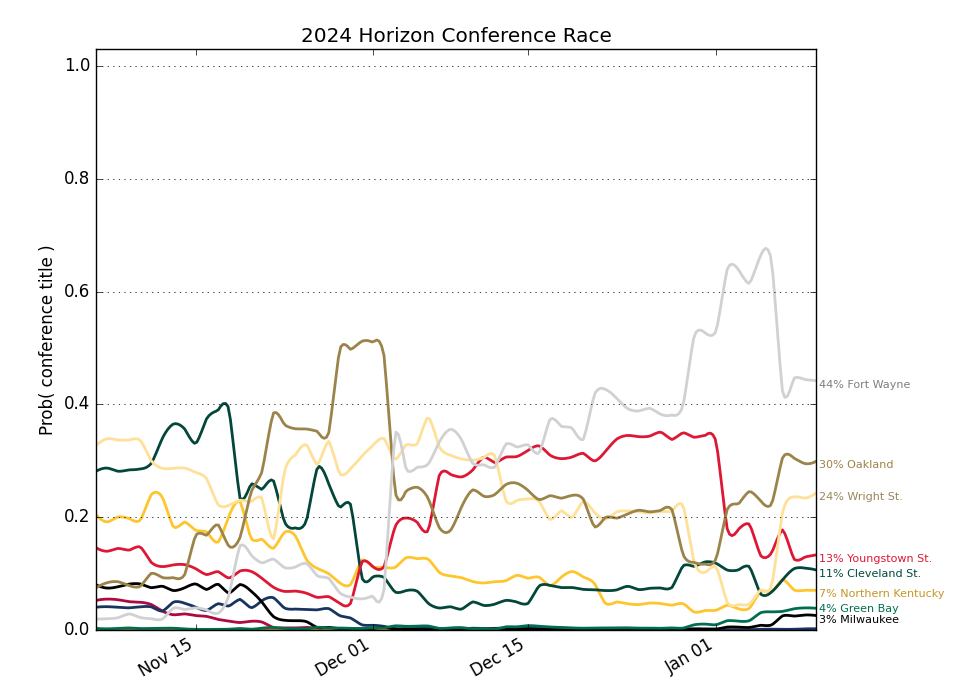 2024 Horizon Conference Race
Prob( conference title )
1.0
0.8
0.6
0.4
0.2
0.0
Nov 15
Dec 01
Dec 15
Jan 01
44% Fort Wayne
30% Oakland
24% Wright St.
13% Youngstown St.
11% Cleveland St.
7% Northern Kentucky
4% Green Bay
3% Milwaukee